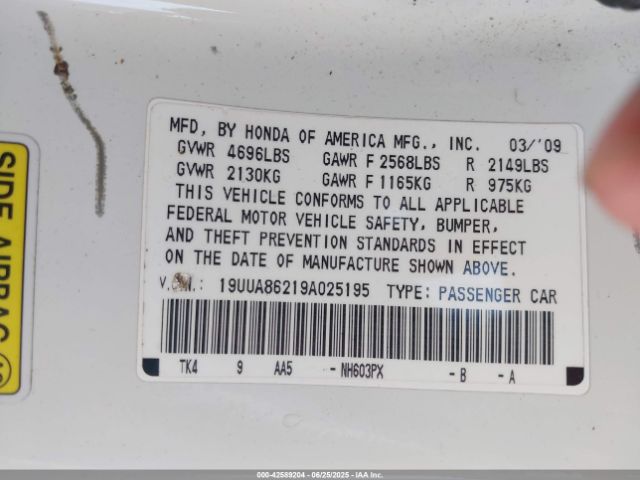 MFD, BY HONDA OF AMERICA MFG., INC. 03/'09
GVWR 4696LBS GAWR F 2568LBS R 2149LBS
GVWR 2130KG GAWR F 1165KG R 975KG
THIS VEHICLE CONFORMS TO ALL APPLICABLE
FEDERAL MOTOR VEHICLE SAFETY, BUMPER,
AND THEFT PREVENTION STANDARDS IN EFFECT
ON THE DATE OF MANUFACTURE SHOWN ABOVE.
V. N.: 19UUA86219A025195 TYPE: PASSENGER CAR
TK4 9 AA5 - NH603PX - B - A
SIDE AIRBAG
000-42589204 | 06/25/2025 | IAA Inc.